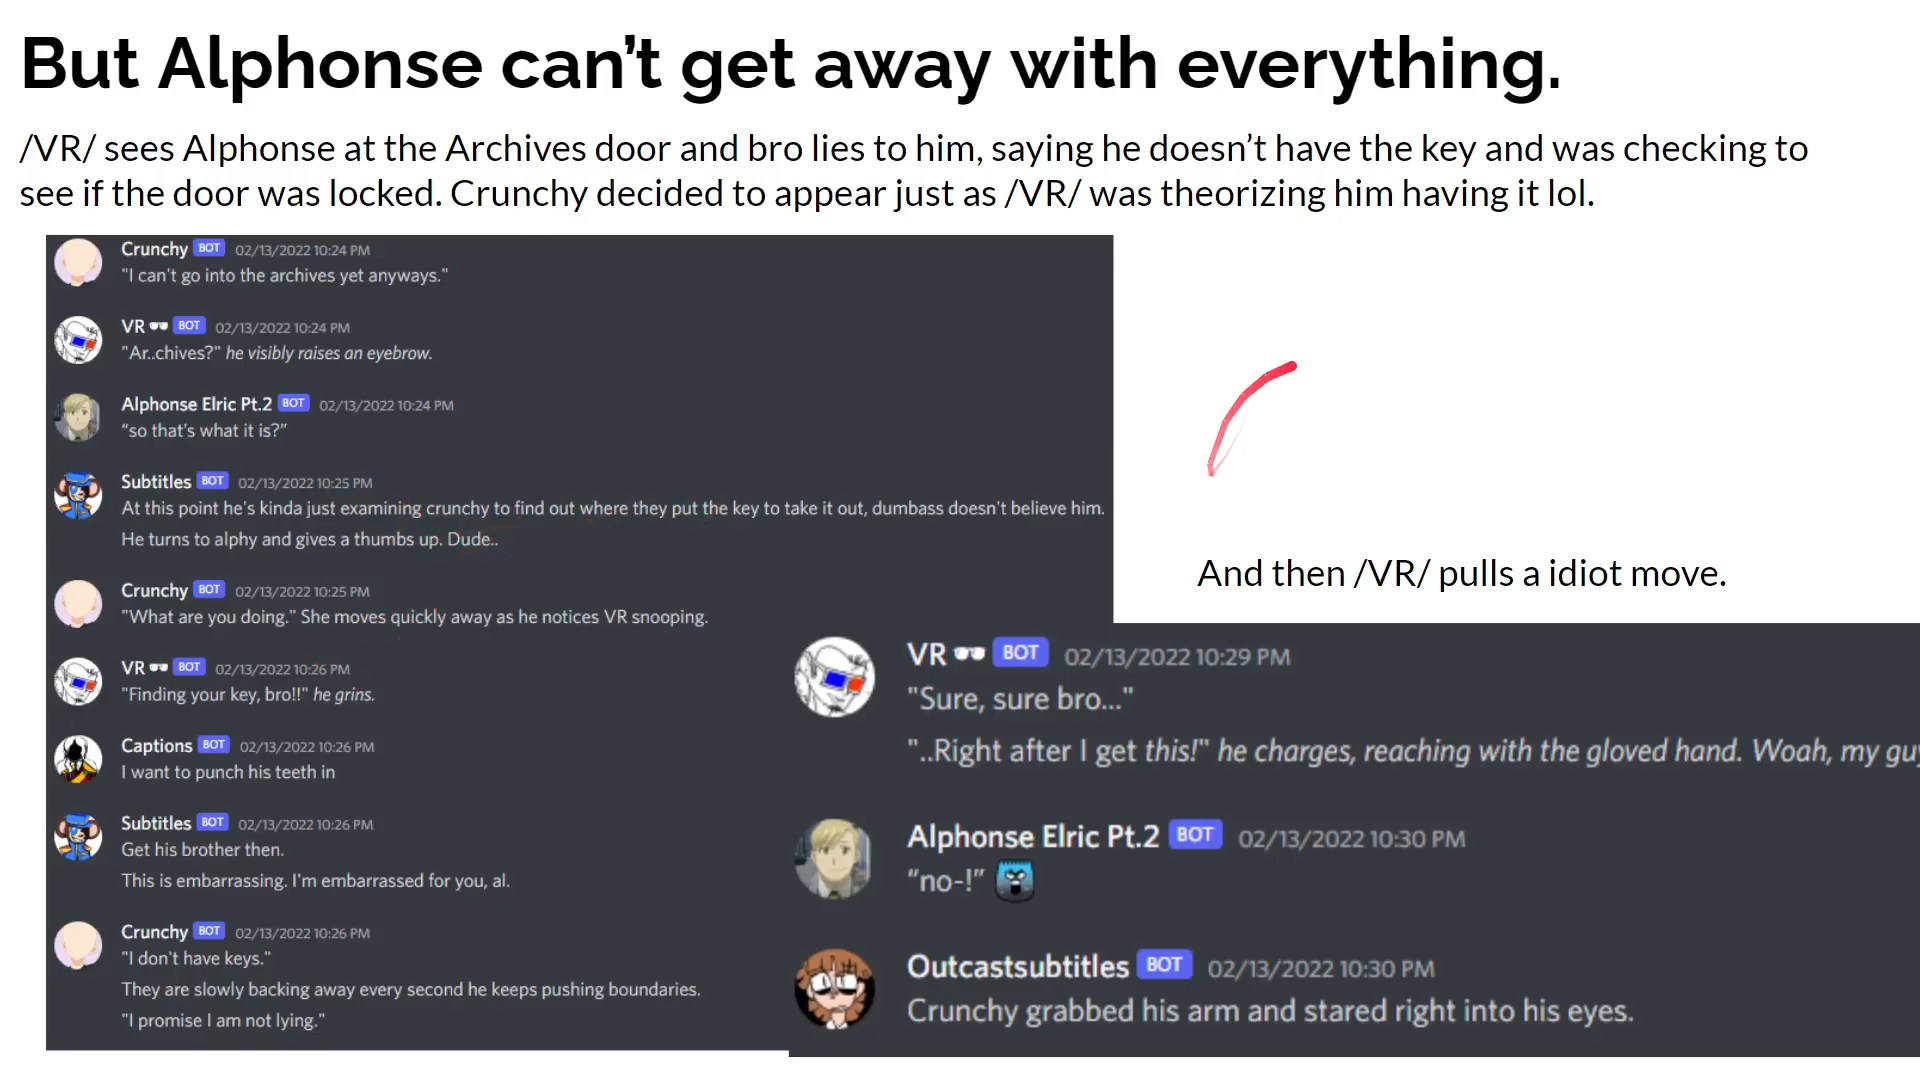 But Alphonse can’t get away with everything.
/VR/ sees Alphonse at the Archives door and bro lies to him, saying he doesn’t have the key and was checking to
see if the door was locked. Crunchy decided to appear just as /VR/ was theorizing him having it lol.
Crunchy BOT 02/13/2022 10:24 PM
"I can't go into the archives yet anyways."
VR 🕶 BOT 02/13/2022 10:24 PM
"Ar..chives?" he visibly raises an eyebrow.
Alphonse Elric Pt.2 BOT 02/13/2022 10:24 PM
“so that’s what it is?”
Subtitles BOT 02/13/2022 10:25 PM
At this point he's kinda just examining crunchy to find out where they put the key to take it out, dumbass doesn't believe him.
He turns to alphy and gives a thumbs up. Dude..
Crunchy BOT 02/13/2022 10:25 PM
"What are you doing." She moves quickly away as he notices VR snooping.
VR 🕶 BOT 02/13/2022 10:26 PM
"Finding your key, bro!!" he grins.
Captions BOT 02/13/2022 10:26 PM
I want to punch his teeth in
Subtitles BOT 02/13/2022 10:26 PM
Get his brother then.
This is embarrassing. I'm embarrassed for you, al.
Crunchy BOT 02/13/2022 10:26 PM
"I don't have keys."
They are slowly backing away every second he keeps pushing boundaries.
"I promise I am not lying."
And then /VR/ pulls a idiot move.
VR 🕶 BOT 02/13/2022 10:29 PM
"Sure, sure bro..."
"..Right after I get this!" he charges, reaching with the gloved hand. Woah, my guy
Alphonse Elric Pt.2 BOT 02/13/2022 10:30 PM
“no-!”
Outcastsubtitles BOT 02/13/2022 10:30 PM
Crunchy grabbed his arm and stared right into his eyes.